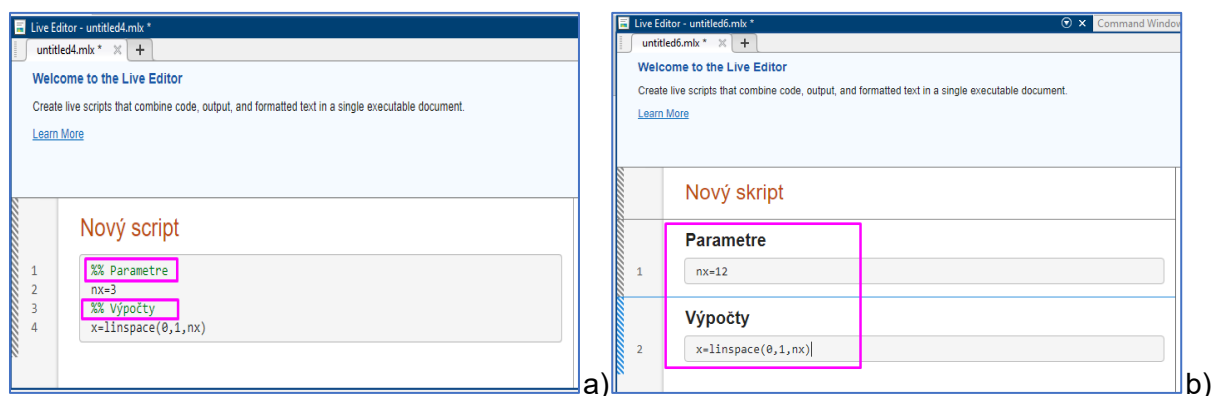 Live Editor - untitled4.mlx *
untitled4.mlx * × +
Welcome to the Live Editor
Create live scripts that combine code, output, and formatted text in a single executable document.
Learn More
Nový script
1 %% Parametre
2 nx=3
3 %% Výpočty
4 x=linspace(0,1,nx)
a)
Live Editor - untitled6.mlx * Command Window
untitled6.mlx * × +
Welcome to the Live Editor
Create live scripts that combine code, output, and formatted text in a single executable document.
Learn More
Nový skript
Parametre
1 nx=12
Výpočty
2 x=linspace(0,1,nx)
b)